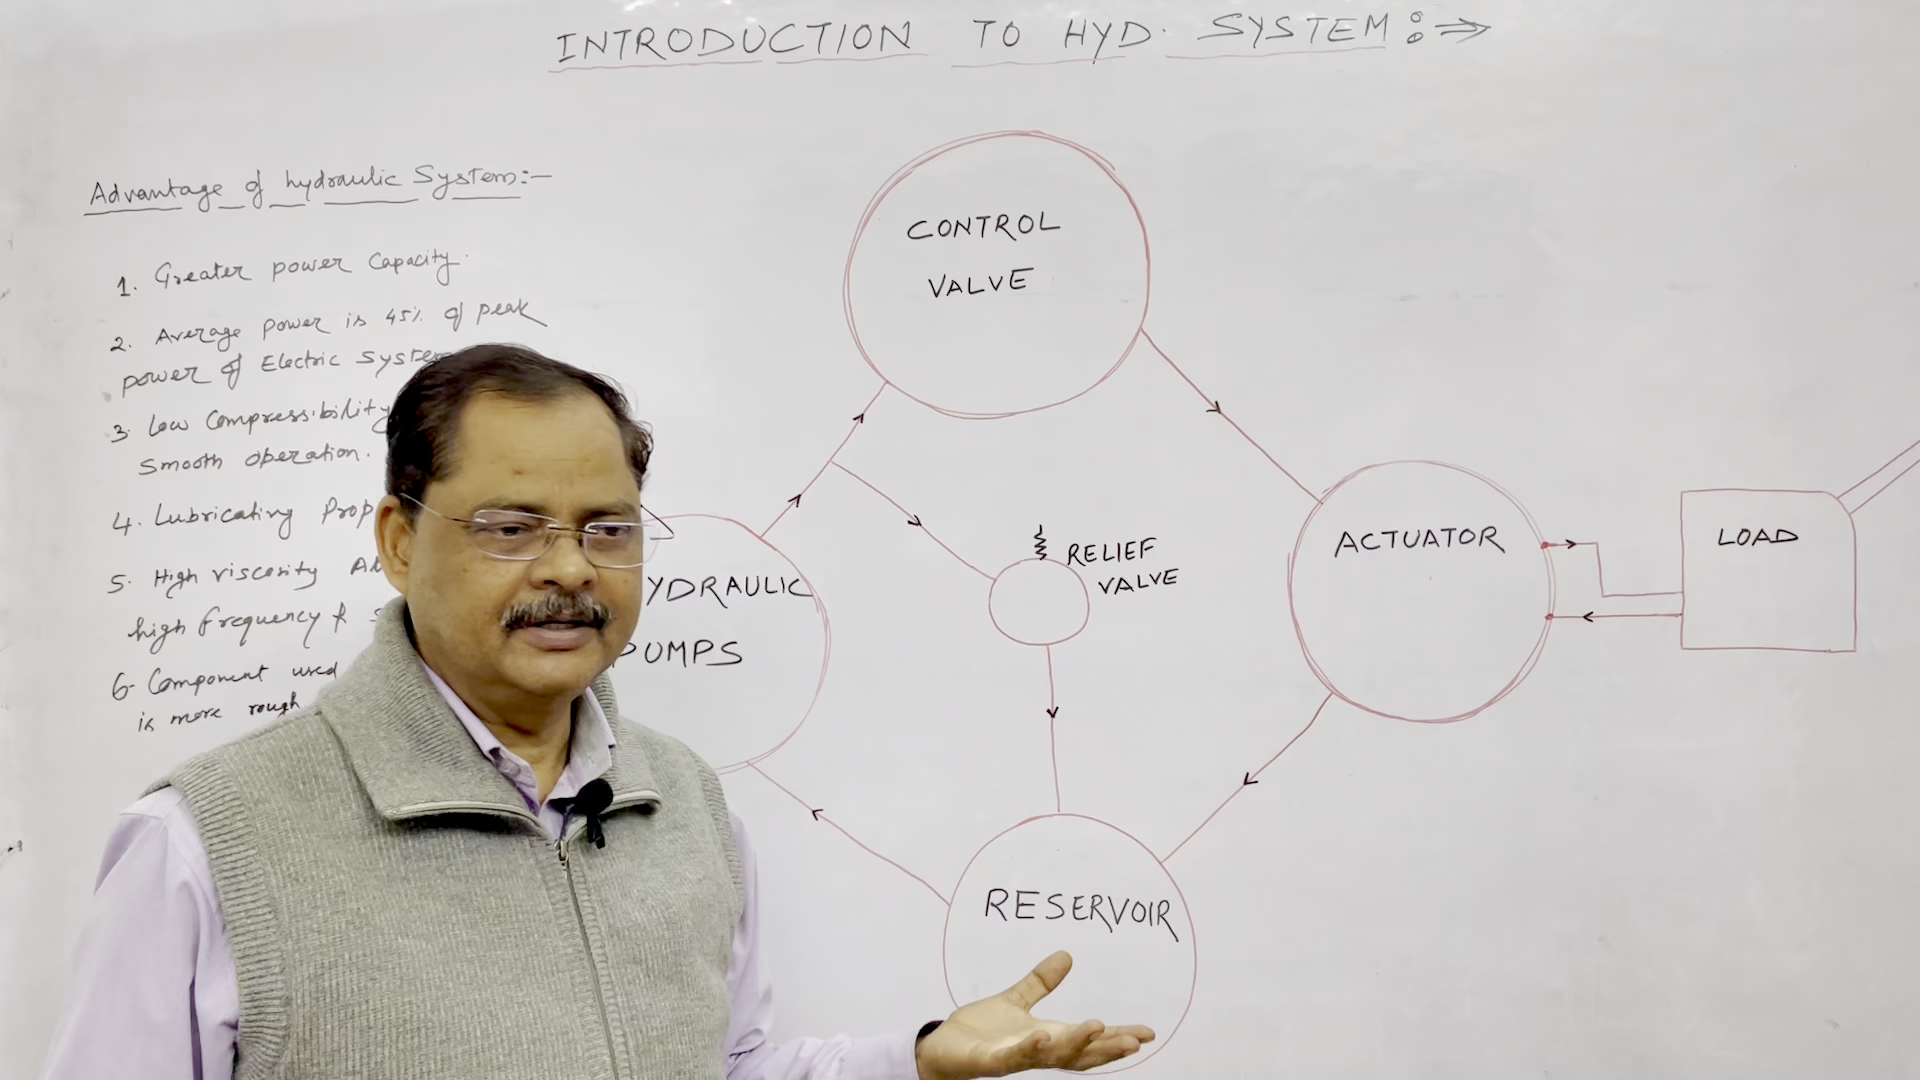 INTRODUCTION TO HYD. SYSTEM:⇒
Advantage of hydraulic System:-
1. Greater power Capacity.
2. Average power is 45% of peak
power of Electric System
3. Low Compressibility
Smooth operation.
4. Lubricating Prop
5. High viscosity
high frequency &
6- Component used
is more rough
CONTROL
VALVE
RELIEF
VALVE
YDRAULIC
PUMPS
ACTUATOR
LOAD
RESERVOIR